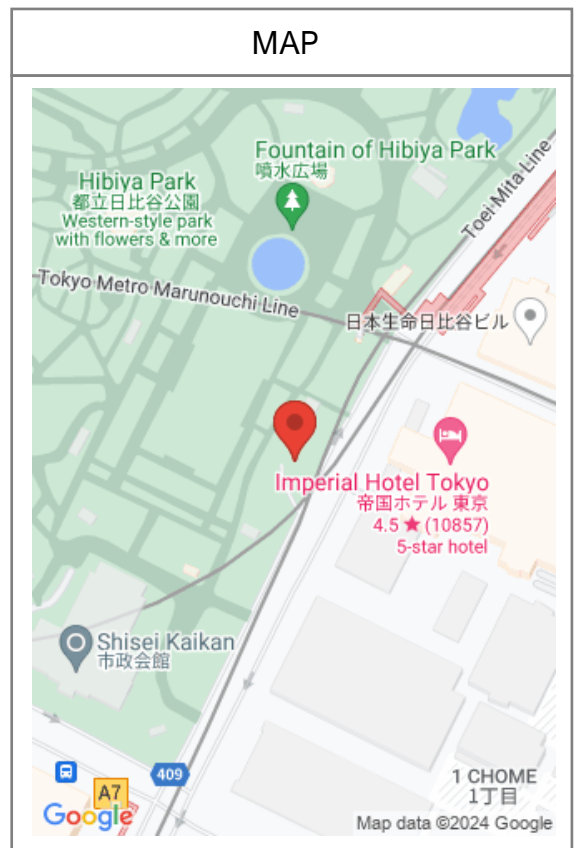 MAP
Fountain of Hibiya Park
噴水広場
Hibiya Park
都立日比谷公園
Western-style park
with flowers & more
Toei Mita Line
Tokyo Metro Marunouchi Line
日本生命日比谷ビル
Imperial Hotel Tokyo
帝国ホテル 東京
4.5 ★ (10857)
5-star hotel
Shisei Kaikan
市政会館
409
A7
1 CHOME
1丁目
Google
Map data ©2024 Google